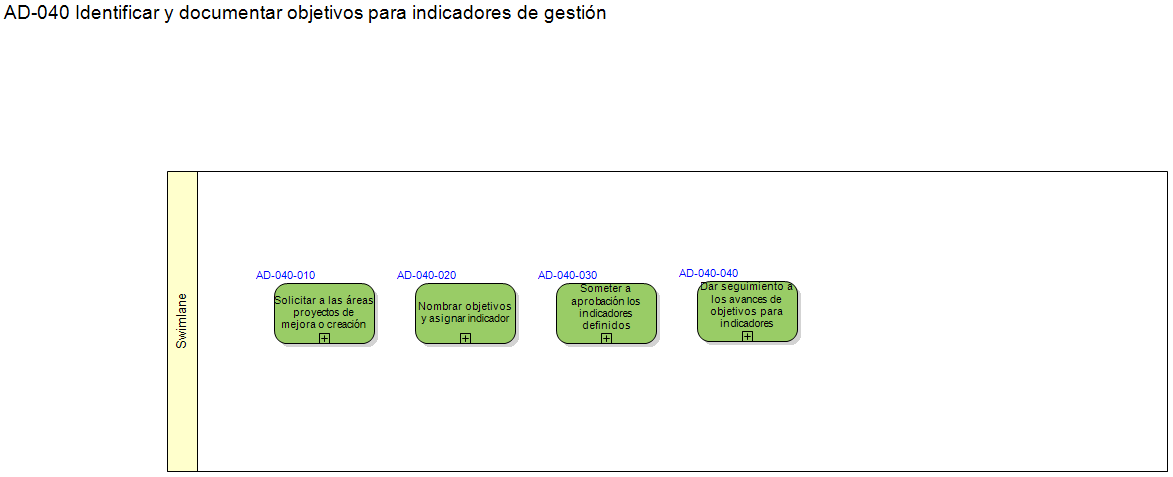 AD-040 Identificar y documentar objetivos para indicadores de gestión
Swimlane
AD-040-010
Solicitar a las áreas
proyectos de
mejora o creación
AD-040-020
Nombrar objetivos
y asignar indicador
AD-040-030
Someter a
aprobación los
indicadores
definidos
AD-040-040
Dar seguimiento a
los avances de
objetivos para
indicadores